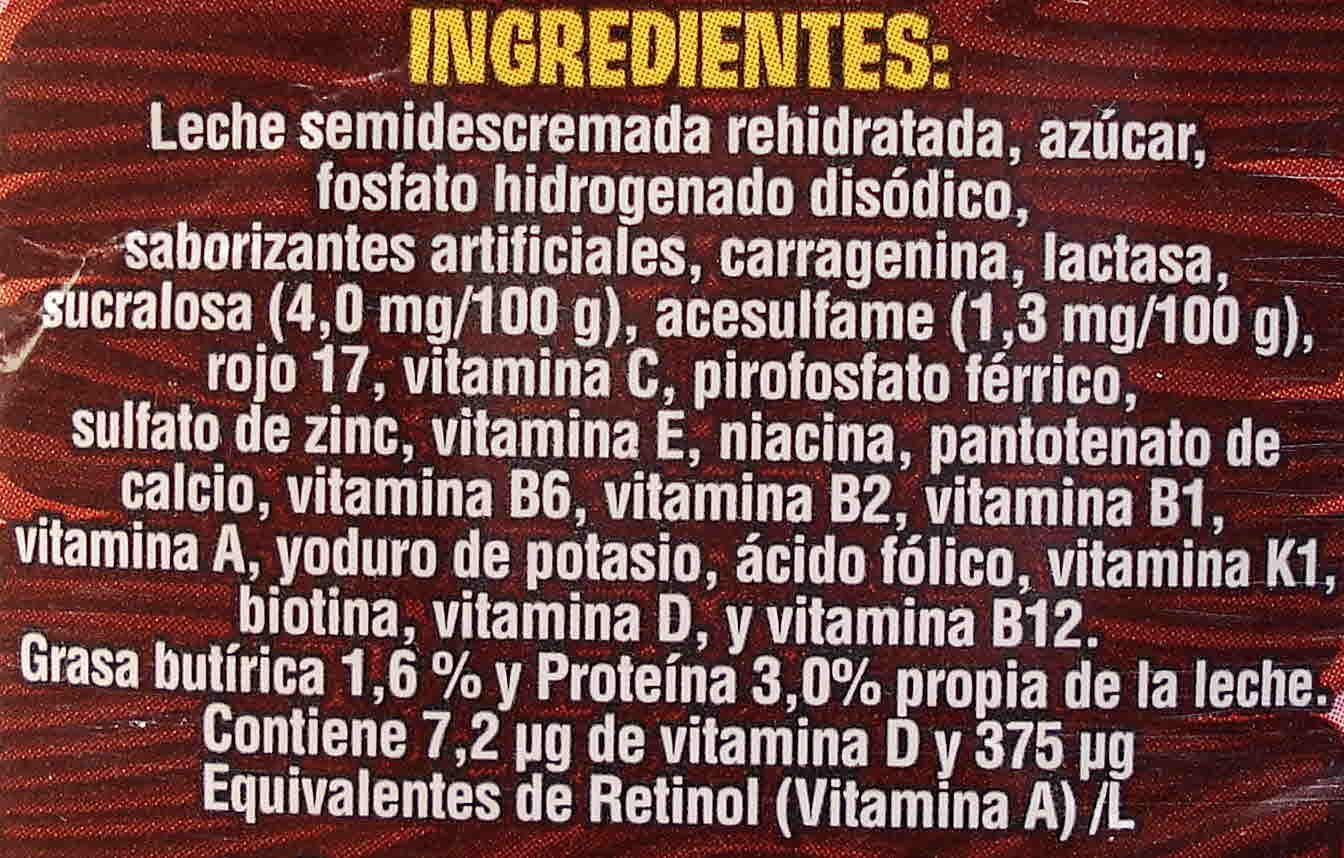 INGREDIENTES:
Leche semidescremada rehidratada, azúcar,
fosfato hidrogenado disódico,
saborizantes artificiales, carragenina, lactasa,
sucralosa (4,0 mg/100 g), acesulfame (1,3 mg/100 g),
rojo 17, vitamina C, pirofosfato férrico,
sulfato de zinc, vitamina E, niacina, pantotenato de
calcio, vitamina B6, vitamina B2, vitamina B1,
vitamina A, yoduro de potasio, ácido fólico, vitamina K1,
biotina, vitamina D, y vitamina B12.
Grasa butírica 1,6 % y Proteína 3,0% propia de la leche.
Contiene 7,2 µg de vitamina D y 375 µg
Equivalentes de Retinol (Vitamina A) /L